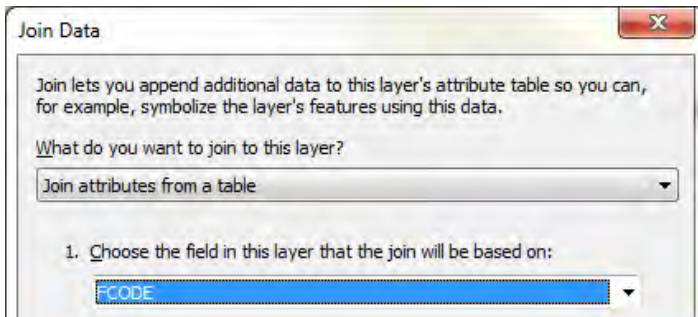 Join Data
Join lets you append additional data to this layer's attribute table so you can,
for example, symbolize the layer's features using this data.
What do you want to join to this layer?
Join attributes from a table
1. Choose the field in this layer that the join will be based on:
FCODE